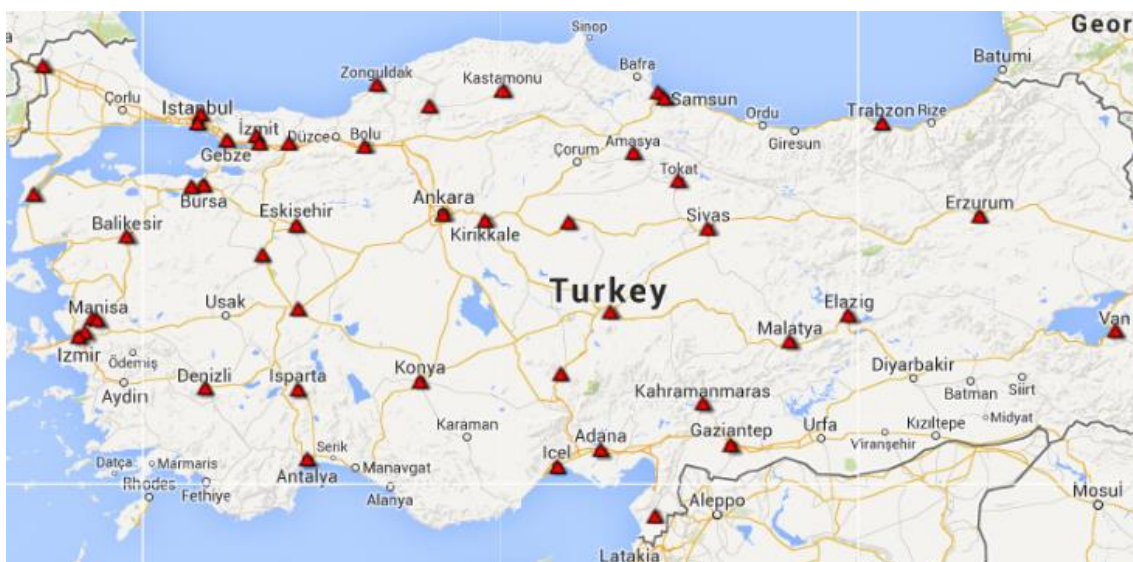 Geor
Sinop
Batumi
Zonguldak
Kastamonu
Bafra
Samsun
Çorlu
Istanbul
İzmit
Düzce
Bolu
Ordu
Giresun
Trabzon
Rize
Gebze
Çorum
Amasya
Tokat
Bursa
Balikesir
Eskisehir
Ankara
Kirikkale
Sivas
Erzurum
Turkey
Manisa
Usak
Elazig
Malatya
Van
Izmir
Ödemiş
Aydin
Denizli
Isparta
Konya
Kahramanmaras
Diyarbakir
Batman
Siirt
Karaman
Adana
Gaziantep
Urfa
Viranşehir
Kızıltepe
Midyat
Icel
Datça
Marmaris
Rhodes
Fethiye
Serik
Antalya
Manavgat
Alanya
Aleppo
Mosul
Latakia